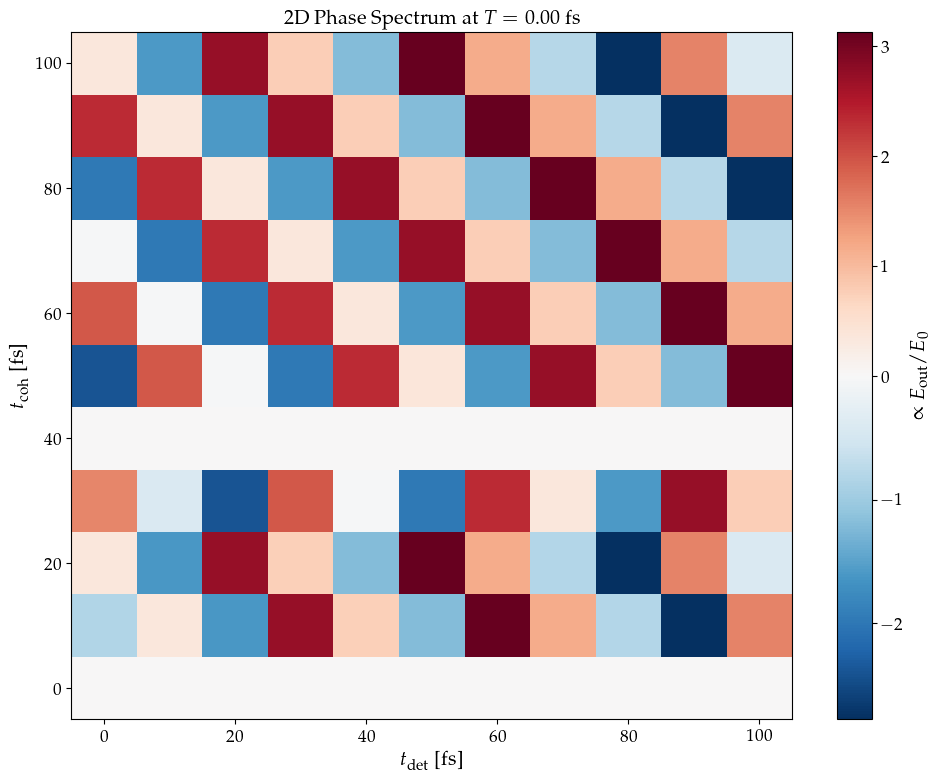 2D Phase Spectrum at T = 0.00 fs
100
80
60
40
20
0
t_coh [fs]
0 20 40 60 80 100
t_det [fs]
3
2
1
0
−1
−2
∝ E_out / E_0